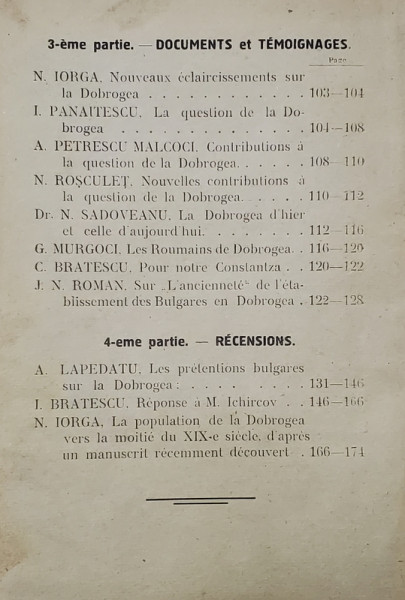 3-ème partie. — DOCUMENTS et TÉMOIGNAGES.
Page
N. IORGA, Nouveaux éclaircissements sur
la Dobrogea . . . . . . . . . . . . 103—104
I. PANAITESCU, La question de la Do-
brogea . . . . . . . . . . . . 104—108
A. PETRESCU MALCOCI. Contributions à
la question de la Dobrogea. . . . . . 108—110
N. ROȘCULEȚ, Nouvelles contributions à
la question de la Dobrogea. . . . . 110—112
Dr. N. SADOVEANU, La Dobrogea d'hier
et celle d'aujourd'hui. . . . . . . . 112—116
G. MURGOCI, Les Roumains de Dobrogea. . 116—120
C. BRATESCU, Pour notre Constantza . . 120—122
J. N. ROMAN, Sur „L'ancienneté" de l'éta-
blissement des Bulgares en Dobrogea . 122—128
4-eme partie. — RÉCENSIONS.
A. LAPEDATU, Les prétentions bulgares
sur la Dobrogea : . . . . . . . . 131—146
I. BRATESCU, Réponse à M. Ichircov . . 146—166
N. IORGA, La population de la Dobrogea
vers la moitié du XIX-e siècle, d'après
un manuscrit récemment découvert . 166—174